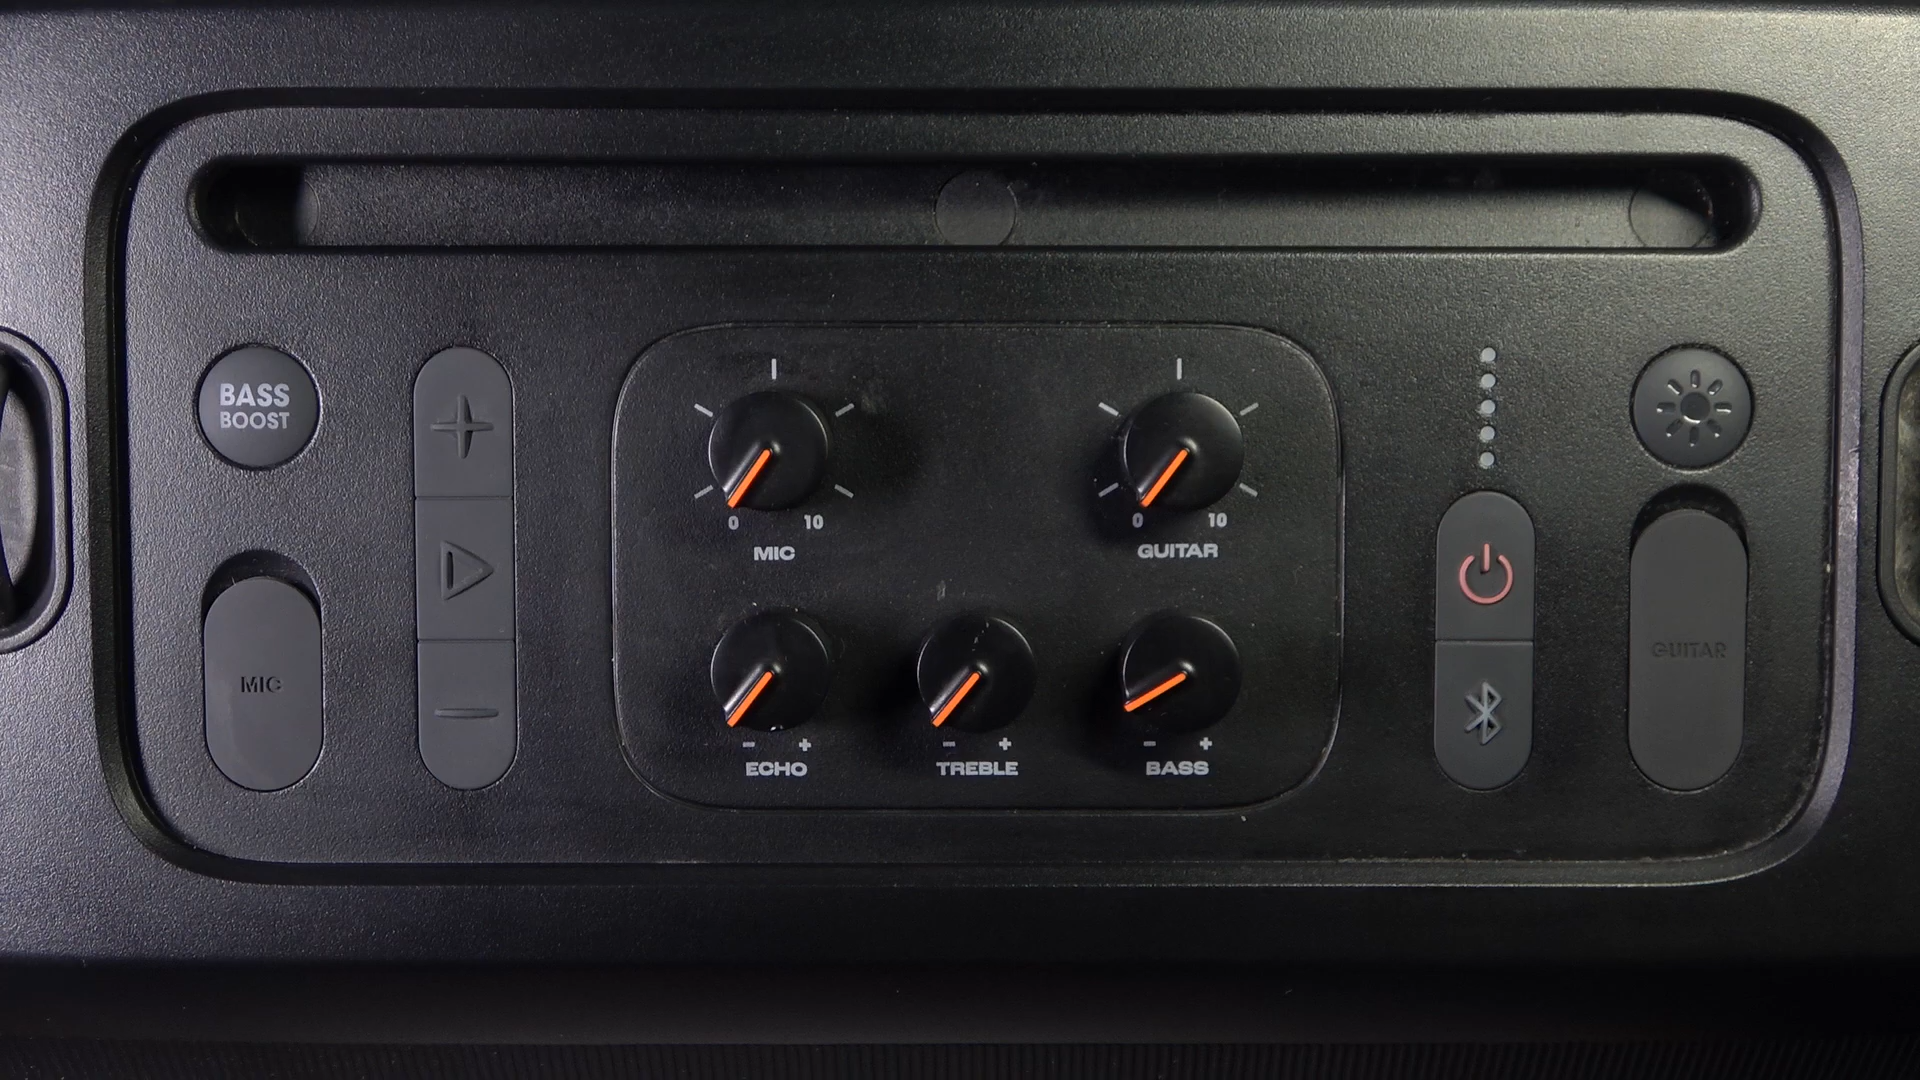 BASS
BOOST
0 10
MIC
0 10
GUITAR
MIC
GUITAR
- +
ECHO
- +
TREBLE
- +
BASS